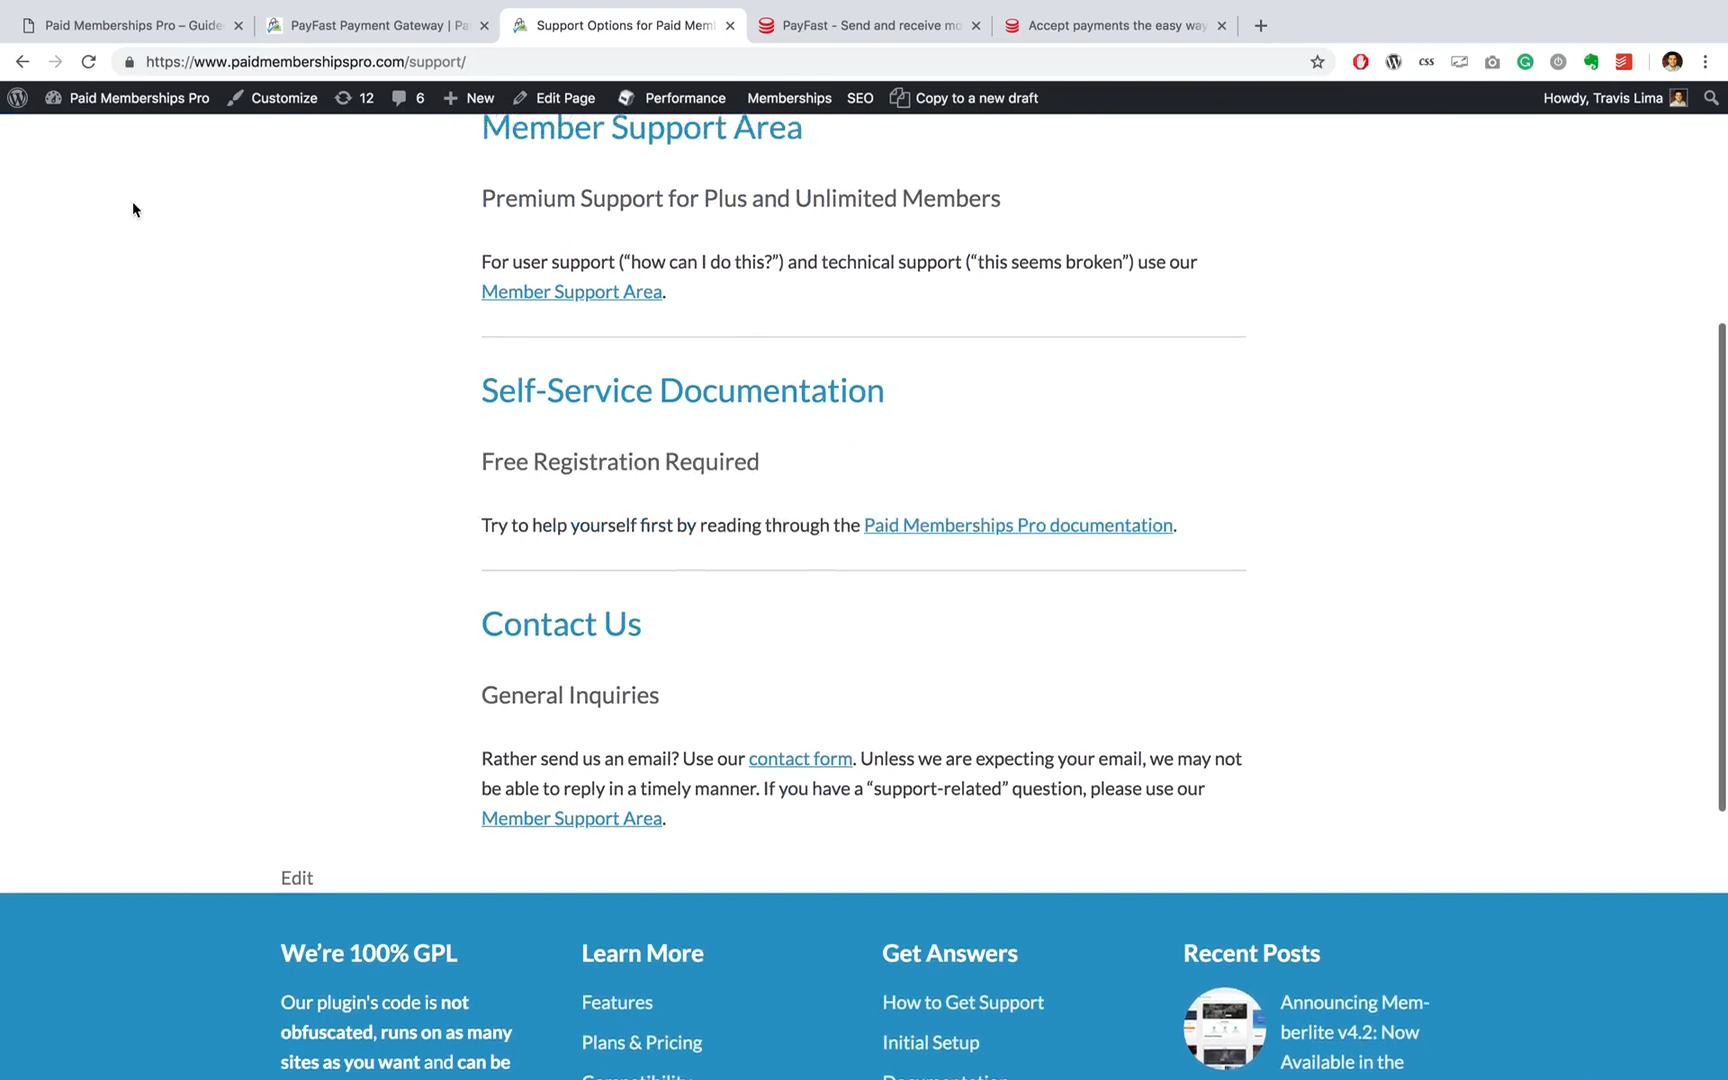 Paid Memberships Pro – Guide
PayFast Payment Gateway | Pa
Support Options for Paid Mem
PayFast - Send and receive mo
Accept payments the easy way
https://www.paidmembershipspro.com/support/
CSS
Paid Memberships Pro
Customize
12
6
New
Edit Page
Performance
Memberships
SEO
Copy to a new draft
Howdy, Travis Lima
Member Support Area
Premium Support for Plus and Unlimited Members
For user support (“how can I do this?”) and technical support (“this seems broken”) use our
Member Support Area.
Self-Service Documentation
Free Registration Required
Try to help yourself first by reading through the Paid Memberships Pro documentation.
Contact Us
General Inquiries
Rather send us an email? Use our contact form. Unless we are expecting your email, we may not
be able to reply in a timely manner. If you have a “support-related” question, please use our
Member Support Area.
Edit
We’re 100% GPL
Our plugin's code is not
obfuscated, runs on as many
sites as you want and can be
Learn More
Features
Plans & Pricing
Compatibility
Get Answers
How to Get Support
Initial Setup
Documentation
Recent Posts
Announcing Mem-
berlite v4.2: Now
Available in the